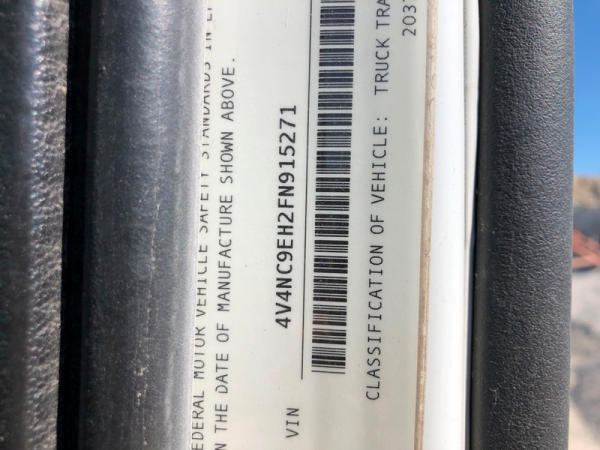 FEDERAL MOTOR VEHICLE SAFETY STANDARDS IN
THE DATE OF MANUFACTURE SHOWN ABOVE.
VIN 4V4NC9EH2FN915271
CLASSIFICATION OF VEHICLE: TRUCK TRA
203